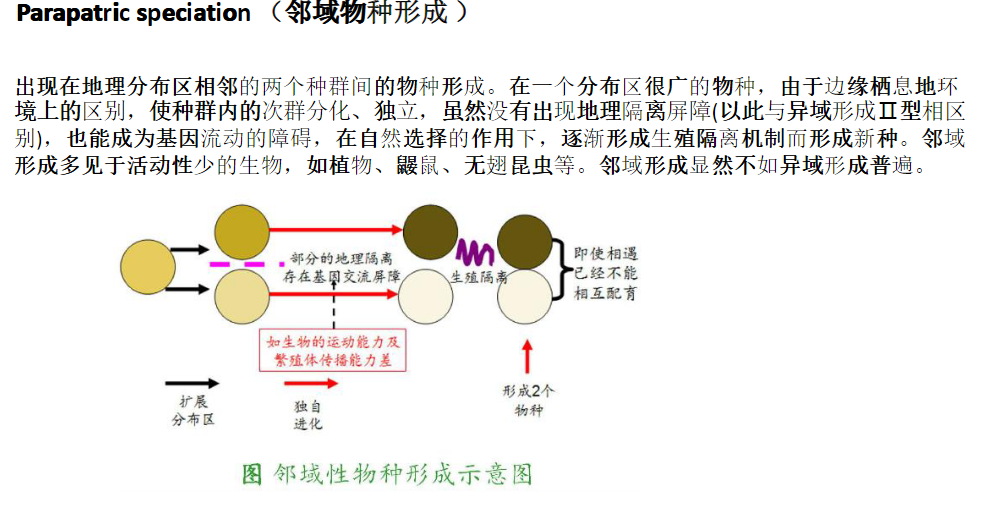 Parapatric speciation （邻域物种形成 ）
出现在地理分布区相邻的两个种群间的物种形成。在一个分布区很广的物种，由于边缘栖息地环
境上的区别，使种群内的次群分化、独立，虽然没有出现地理隔离屏障(以此与异域形成Ⅱ型相区
别)，也能成为基因流动的障碍，在自然选择的作用下，逐渐形成生殖隔离机制而形成新种。邻域
形成多见于活动性少的生物，如植物、鼹鼠、无翅昆虫等。邻域形成显然不如异域形成普遍。
部分的地理隔离
存在基因交流屏障
生殖隔离
即使相遇
已经不能
相互配育
如生物的运动能力及
繁殖体传播能力差
扩展
分布区
独自
进化
形成2个
物种
图 邻域性物种形成示意图